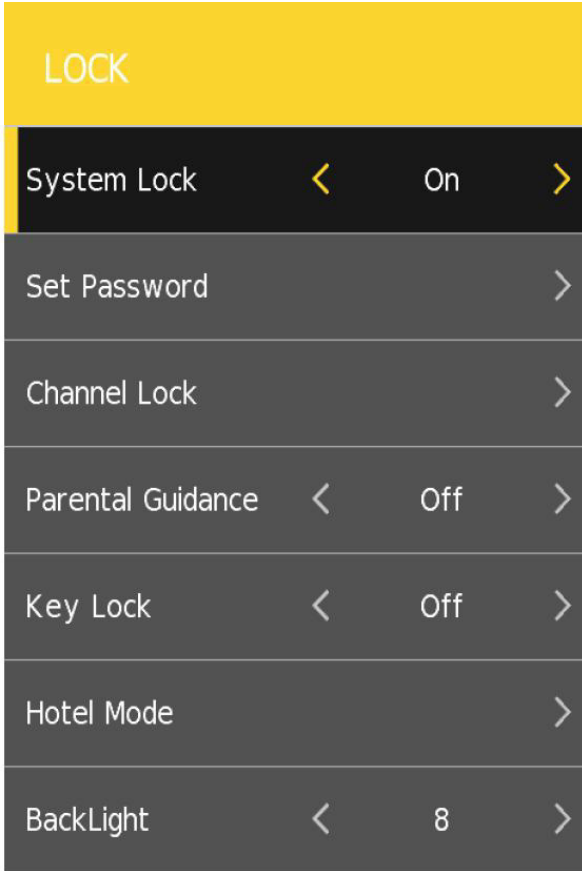 LOCK
System Lock < On >
Set Password >
Channel Lock >
Parental Guidance < Off >
Key Lock < Off >
Hotel Mode >
BackLight < 8 >